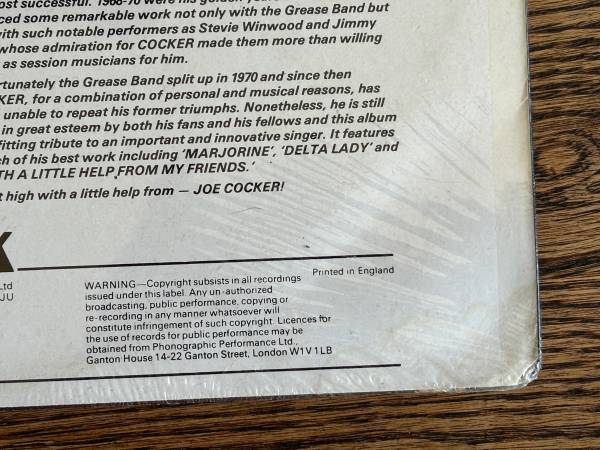 ost successful. 1968-70 were his golden years
ced some remarkable work not only with the Grease Band but
vith such notable performers as Stevie Winwood and Jimmy
whose admiration for COCKER made them more than willing
as session musicians for him.
rtunately the Grease Band split up in 1970 and since then
KER, for a combination of personal and musical reasons, has
unable to repeat his former triumphs. Nonetheless, he is still
in great esteem by both his fans and his fellows and this album
fitting tribute to an important and innovative singer. It features
ch of his best work including 'MARJORINE', 'DELTA LADY' and
TH A LITTLE HELP FROM MY FRIENDS.'
t high with a little help from — JOE COCKER!
K
Ltd
JU
WARNING—Copyright subsists in all recordings
issued under this label. Any un-authorized
broadcasting, public performance, copying or
re-recording in any manner whatsoever will
constitute infringement of such copyright. Licences for
the use of records for public performance may be
obtained from Phonographic Performance Ltd.,
Ganton House 14-22 Ganton Street, London W1V 1LB
Printed in England